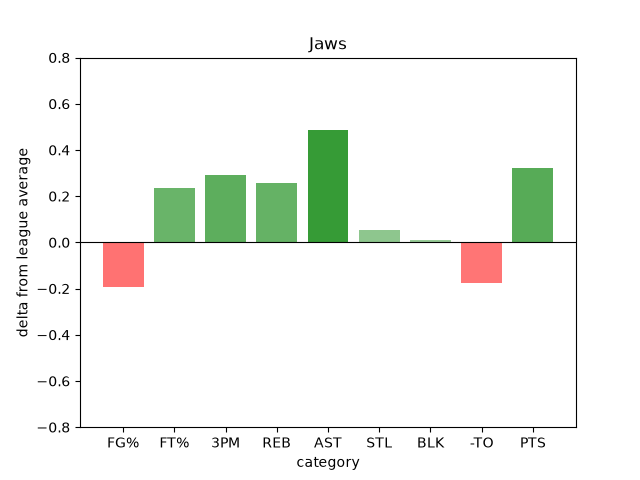 Jaws
0.8
0.6
0.4
0.2
0.0
−0.2
−0.4
−0.6
−0.8
delta from league average
FG% FT% 3PM REB AST STL BLK -TO PTS
category